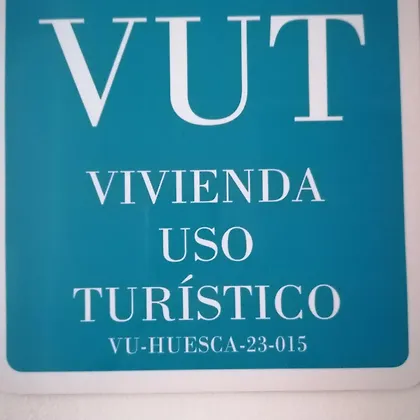 VUT
VIVIENDA
USO
TURÍSTICO
VU-HUESCA-23-015